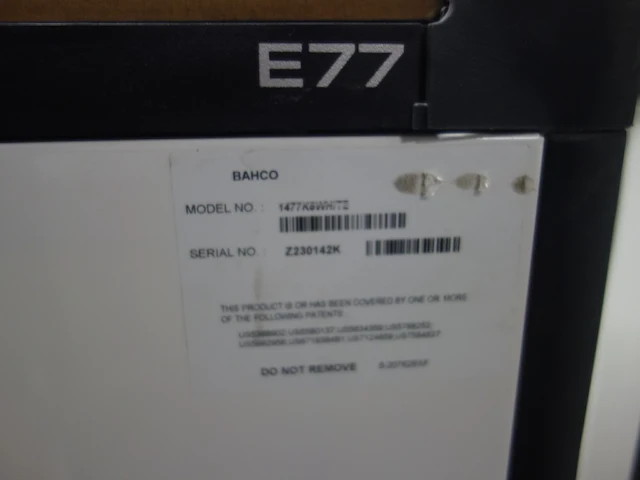 E77
BAHCO
MODEL NO. : 1477K9WHITE
SERIAL NO. : Z230142K
THIS PRODUCT IS OR HAS BEEN COVERED BY ONE OR MORE
OF THE FOLLOWING PATENTS :
DO NOT REMOVE